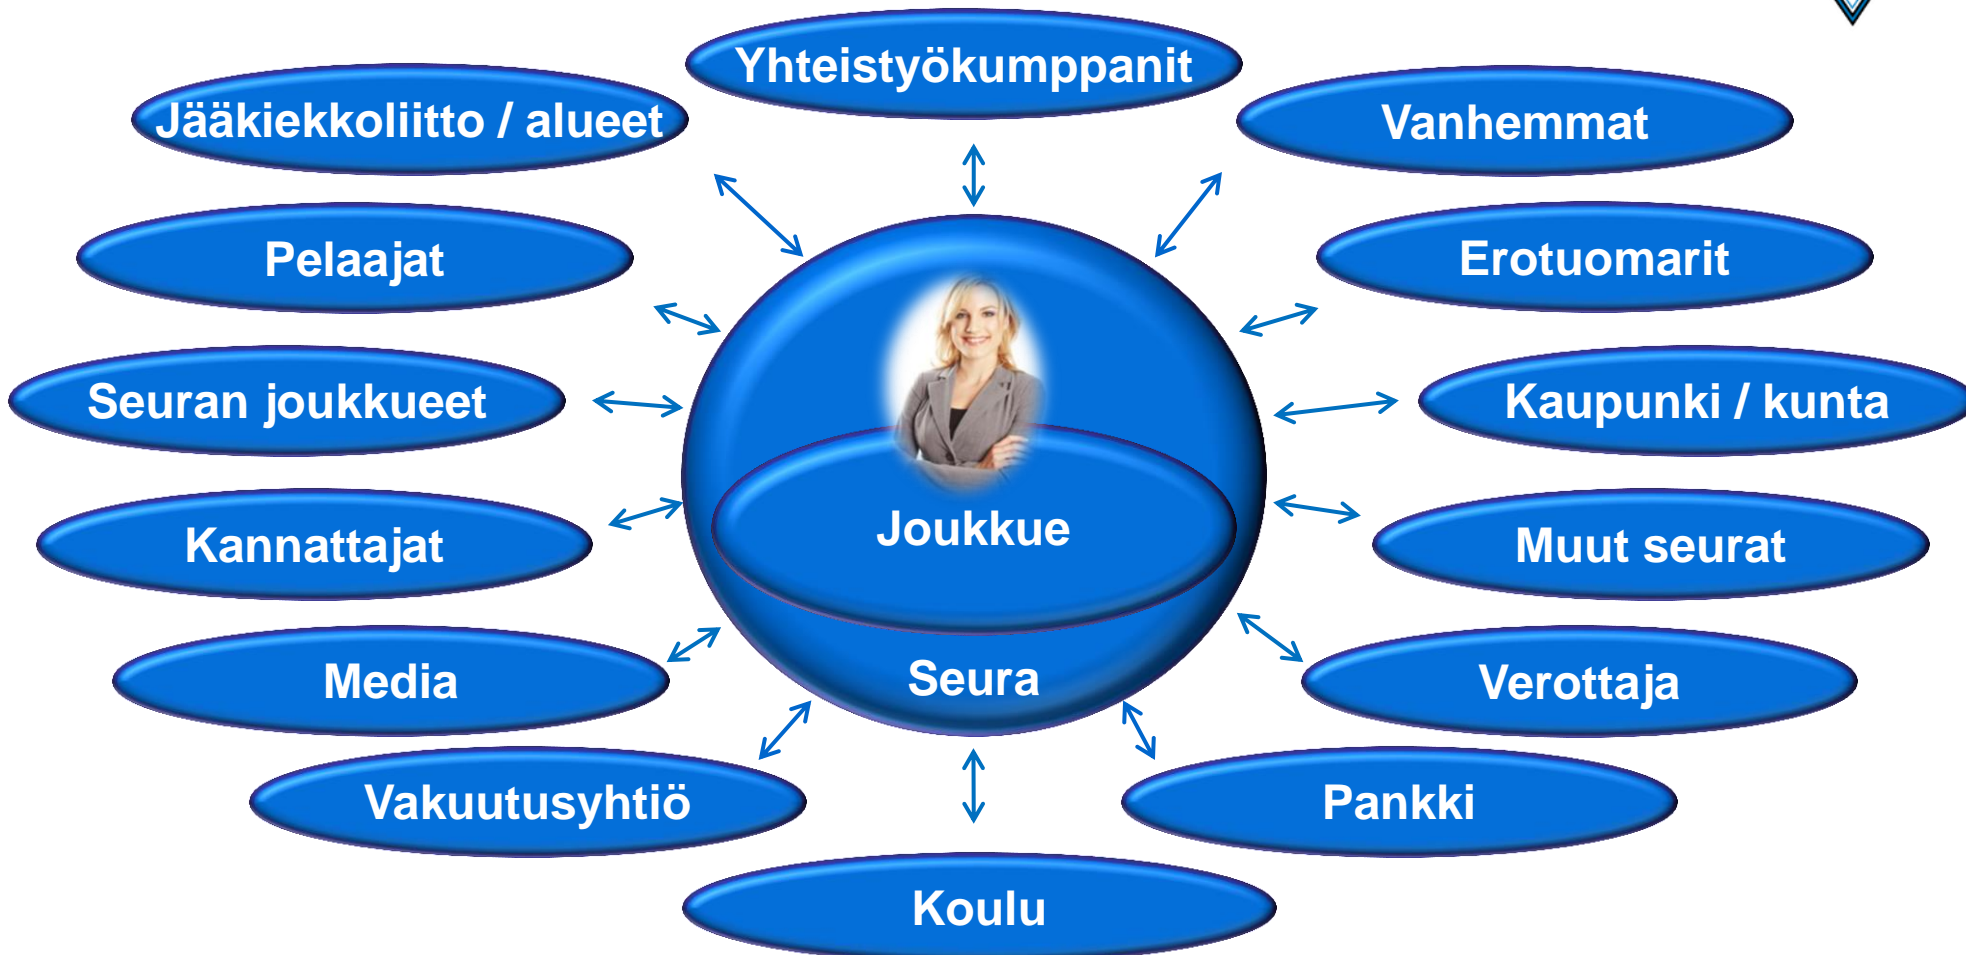 Yhteistyökumppanit
Jääkiekkoliitto / alueet
Vanhemmat
Pelaajat
Erotuomarit
Seuran joukkueet
Kaupunki / kunta
Joukkue
Kannattajat
Muut seurat
Media
Seura
Verottaja
Vakuutusyhtiö
Pankki
Koulu